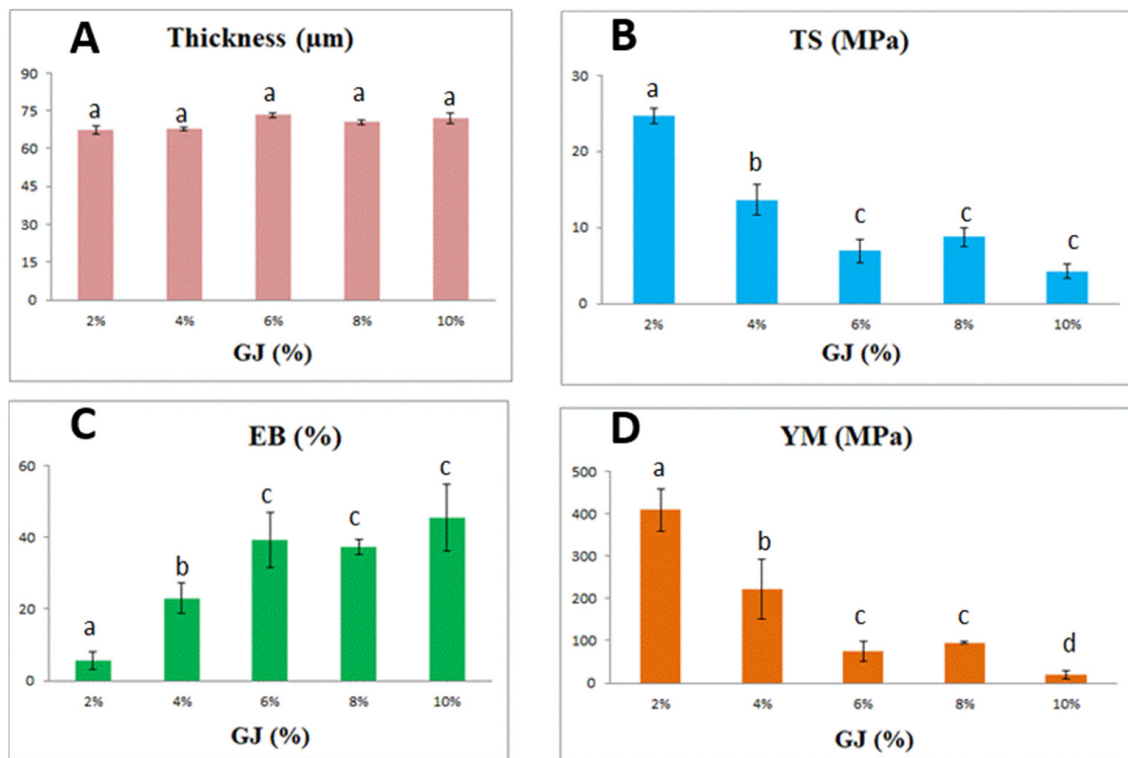 A
Thickness (μm)
a a a a a
90
75
60
45
30
15
0
2% 4% 6% 8% 10%
GJ (%)
B
TS (MPa)
a
b
c c c
30
20
10
0
2% 4% 6% 8% 10%
GJ (%)
C
EB (%)
a b c c c
60
40
20
0
2% 4% 6% 8% 10%
GJ (%)
D
YM (MPa)
a
b
c c d
500
400
300
200
100
0
2% 4% 6% 8% 10%
GJ (%)